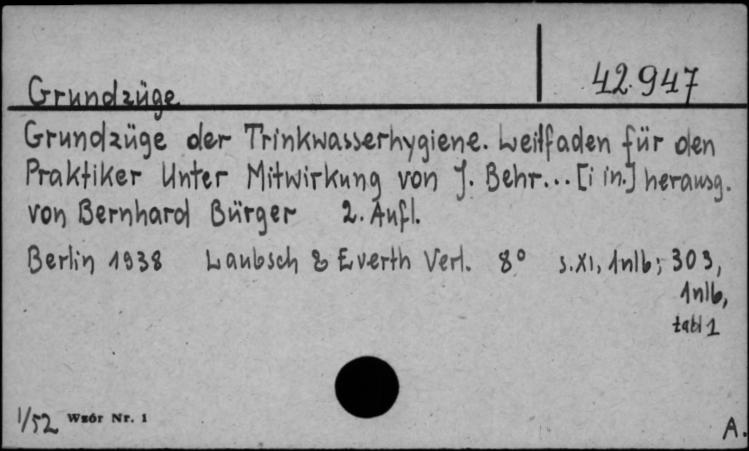 Grundzüge
42.947
Grundzüge der Trinkwasserhygiene. Leitfaden für den
Praktiker Unter Mitwirkung von J. Behr... [i in.] herausg.
von Bernhard Bürger 2. Aufl.
Berlin 1938 Laubsch & Everth Verl. 8° s.XI, 1nlb; 303,
1nlb,
tabl 1
1/52 Wzór Nr. 1
A.